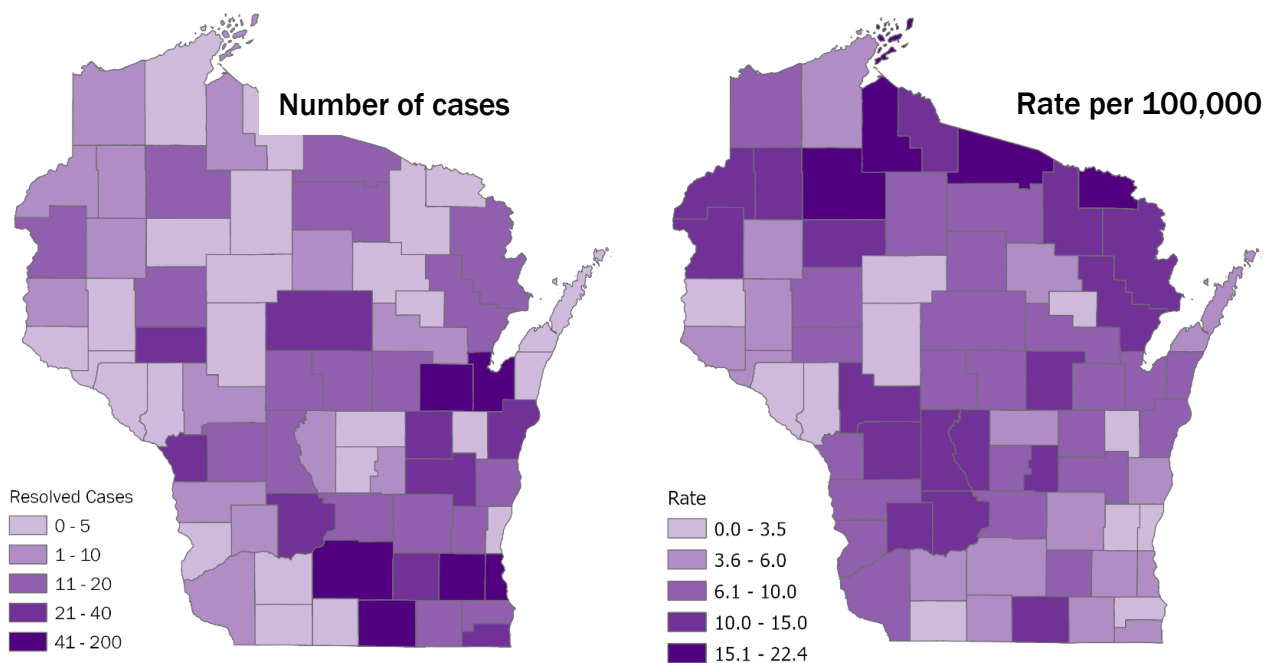 Number of cases
Rate per 100,000
Resolved Cases
0 - 5
1 - 10
11 - 20
21 - 40
41 - 200
Rate
0.0 - 3.5
3.6 - 6.0
6.1 - 10.0
10.0 - 15.0
15.1 - 22.4